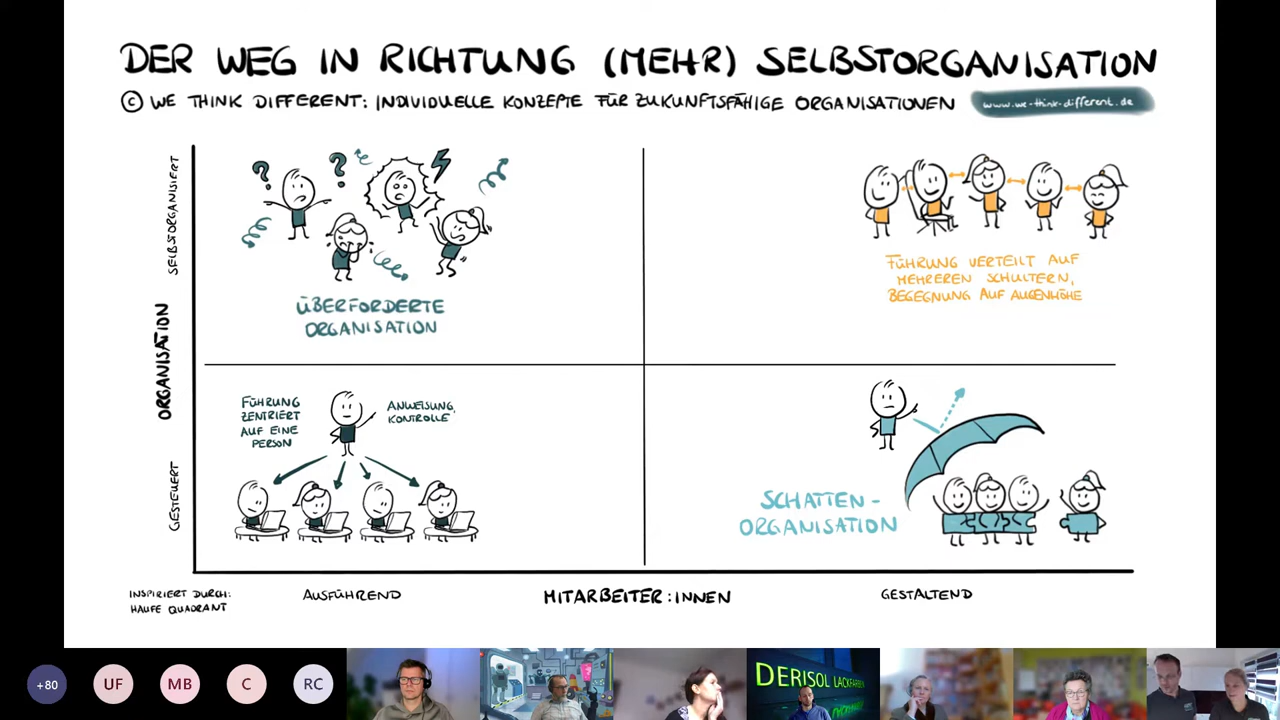 DER WEG IN RICHTUNG (MEHR) SELBSTORGANISATION
© WE THINK DIFFERENT: INDIVIDUELLE KONZEPTE FÜR ZUKUNFTSFÄHIGE ORGANISATIONEN
www.we-think-different.de
SELBSTORGANISIERT
? ?
ÜBERFORDERTE
ORGANISATION
FÜHRUNG VERTEILT AUF
MEHREREN SCHULTERN,
BEGEGNUNG AUF AUGENHÖHE
ORGANISATION
GESTEUERT
FÜHRUNG
ZENTRIERT
AUF EINE
PERSON
ANWEISUNG,
KONTROLLE
SCHATTEN-
ORGANISATION
INSPIRIERT DURCH:
HAUFE QUADRANT
AUSFÜHREND
MITARBEITER:INNEN
GESTALTEND
+80
UF
MB
C
RC
DERISOL LACKFARBEN